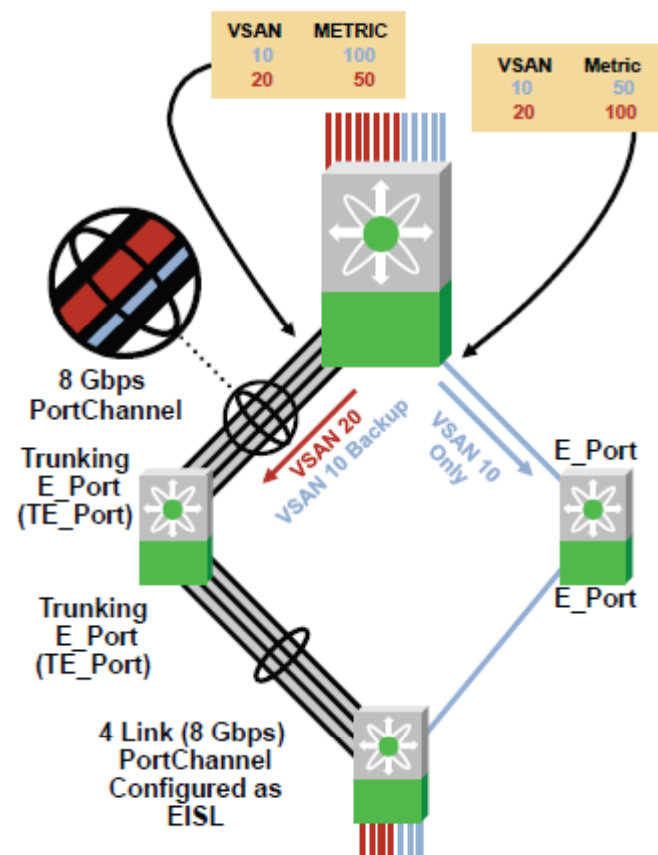 VSAN METRIC
10 100
20 50
VSAN Metric
10 50
20 100
8 Gbps
PortChannel
VSAN 20
VSAN 10 Backup
VSAN 10
Only
Trunking
E_Port
(TE_Port)
E_Port
Trunking
E_Port
(TE_Port)
E_Port
4 Link (8 Gbps)
PortChannel
Configured as
EISL